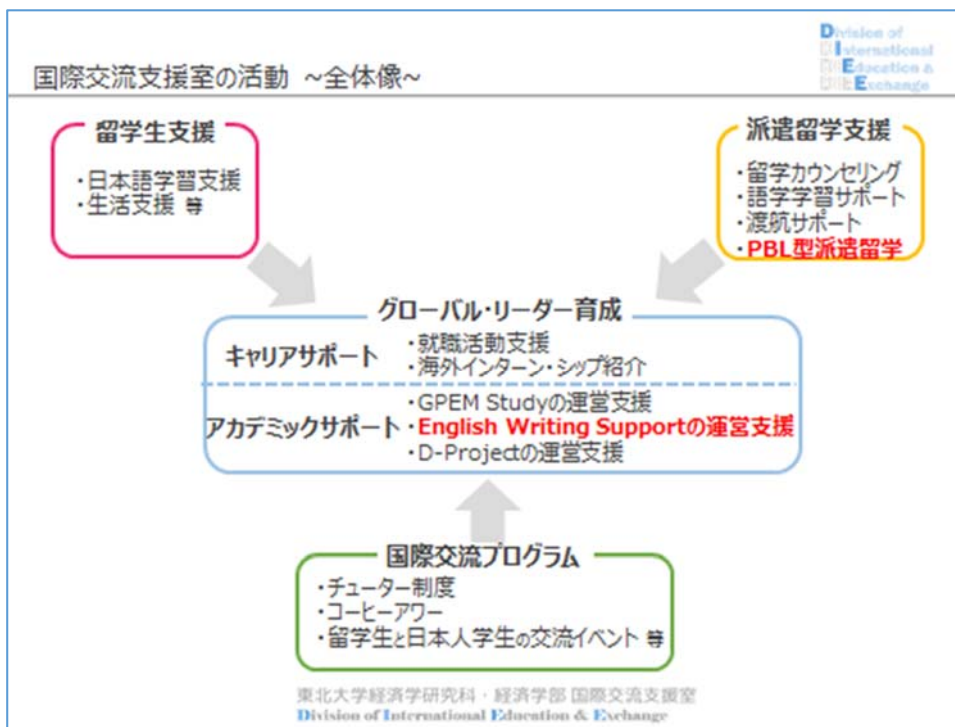 Division of
International
Education &
Exchange
国際交流支援室の活動 ~全体像~
留学生支援
・日本語学習支援
・生活支援 等
派遣留学支援
・留学カウンセリング
・語学学習サポート
・渡航サポート
・PBL型派遣留学
グローバル・リーダー育成
キャリアサポート
・就職活動支援
・海外インターン・シップ紹介
アカデミックサポート
・GPEM Studyの運営支援
・English Writing Supportの運営支援
・D-Projectの運営支援
国際交流プログラム
・チューター制度
・コーヒーアワー
・留学生と日本人学生の交流イベント 等
東北大学経済学研究科・経済学部 国際交流支援室
Division of International Education & Exchange